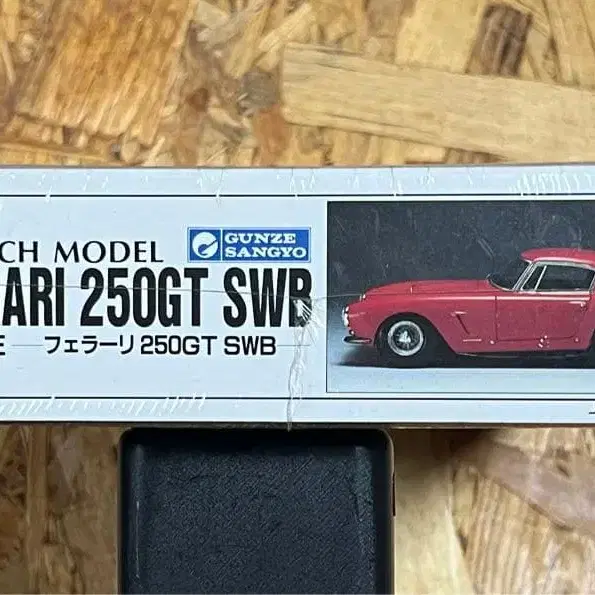 CH MODEL
GUNZE
SANGYO
ARI 250GT SWB
E フェラーリ 250GT SWB